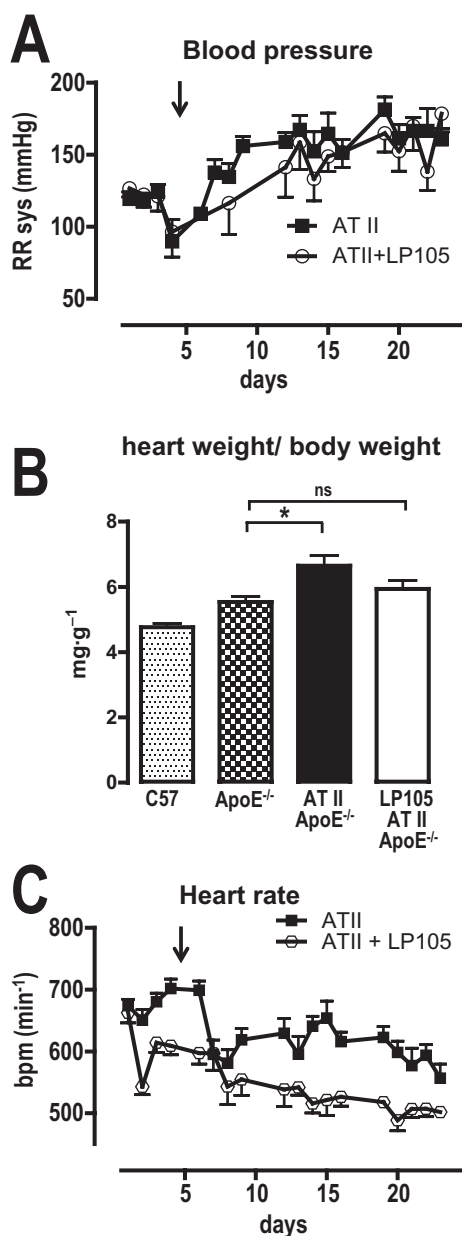 A
Blood pressure
200
150
100
50
RR sys (mmHg)
AT II
ATII+LP105
5 10 15 20
days
B
heart weight/ body weight
ns
*
8
6
4
2
0
mg·g⁻¹
C57 ApoE-/- AT II LP105
ApoE-/- AT II
ApoE-/-
C
Heart rate
ATII
ATII + LP105
800
700
600
500
bpm (min⁻¹)
5 10 15 20
days